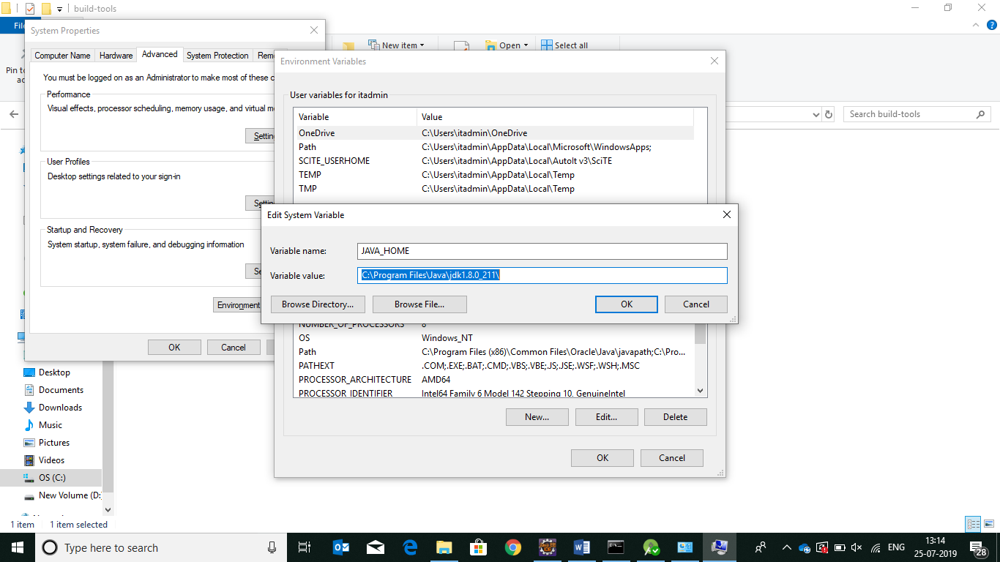 build-tools
File
System Properties
New item
Open
Select all
Computer Name
Hardware
Advanced
System Protection
Environment Variables
Pin to
You must be logged on as an Administrator to make most of these
User variables for itadmin
Performance
Visual effects, processor scheduling, memory usage, and virtual
Variable Value
Search build-tools
OneDrive C:\Users\itadmin\OneDrive
Path C:\Users\itadmin\AppData\Local\Microsoft\WindowsApps;
SCITE_USERHOME C:\Users\itadmin\AppData\Local\AutoIt v3\SciTE
TEMP C:\Users\itadmin\AppData\Local\Temp
TMP C:\Users\itadmin\AppData\Local\Temp
User Profiles
Desktop settings related to your sign-in
Startup and Recovery
System startup, system failure, and debugging information
Environment
OK
Cancel
Edit System Variable
Variable name: JAVA_HOME
Variable value: C:\Program Files\Java\jdk1.8.0_211\
Browse Directory...
Browse File...
OK
Cancel
NUMBER_OF_PROCESSORS 8
OS Windows_NT
Path C:\Program Files (x86)\Common Files\Oracle\Java\javapath;C:\Pro...
PATHEXT .COM;.EXE;.BAT;.CMD;.VBS;.VBE;.JS;.JSE;.WSF;.WSH;.MSC
PROCESSOR_ARCHITECTURE AMD64
PROCESSOR_IDENTIFIER Intel64 Family 6 Model 142 Stepping 10, GenuineIntel
New...
Edit...
Delete
OK
Cancel
Desktop
Documents
Downloads
Music
Pictures
Videos
OS (C:)
New Volume (D:
1 item
1 item selected
Type here to search
ENG
13:14
25-07-2019
28